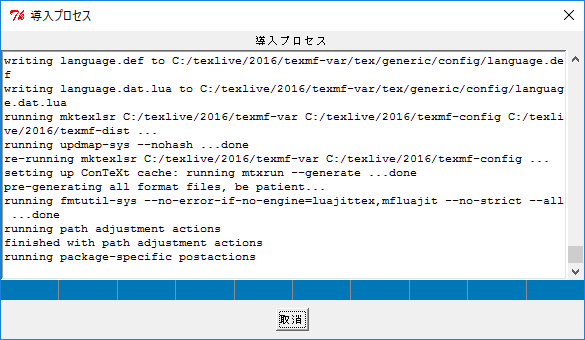 導入プロセス
導入プロセス
writing language.def to C:/texlive/2016/texmf-var/tex/generic/config/language.de
f
writing language.dat.lua to C:/texlive/2016/texmf-var/tex/generic/config/languag
e.dat.lua
running mktexlsr C:/texlive/2016/texmf-var C:/texlive/2016/texmf-config C:/texli
ve/2016/texmf-dist ...
running updmap-sys --nohash ...done
re-running mktexlsr C:/texlive/2016/texmf-var C:/texlive/2016/texmf-config ...
setting up ConTeXt cache: running mtxrun --generate ...done
pre-generating all format files, be patient...
running fmtutil-sys --no-error-if-no-engine=luajittex,mfluajit --no-strict --all
 ...done
running path adjustment actions
finished with path adjustment actions
running package-specific postactions
取消